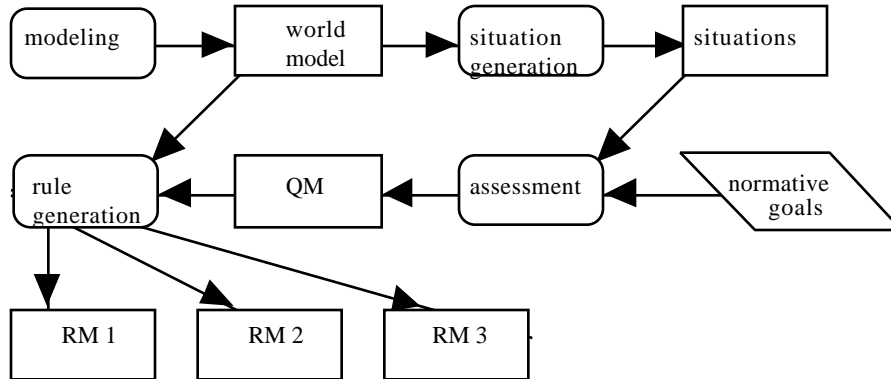 modeling
world
model
situation
generation
situations
rule
generation
QM
assessment
normative
goals
RM 1
RM 2
RM 3